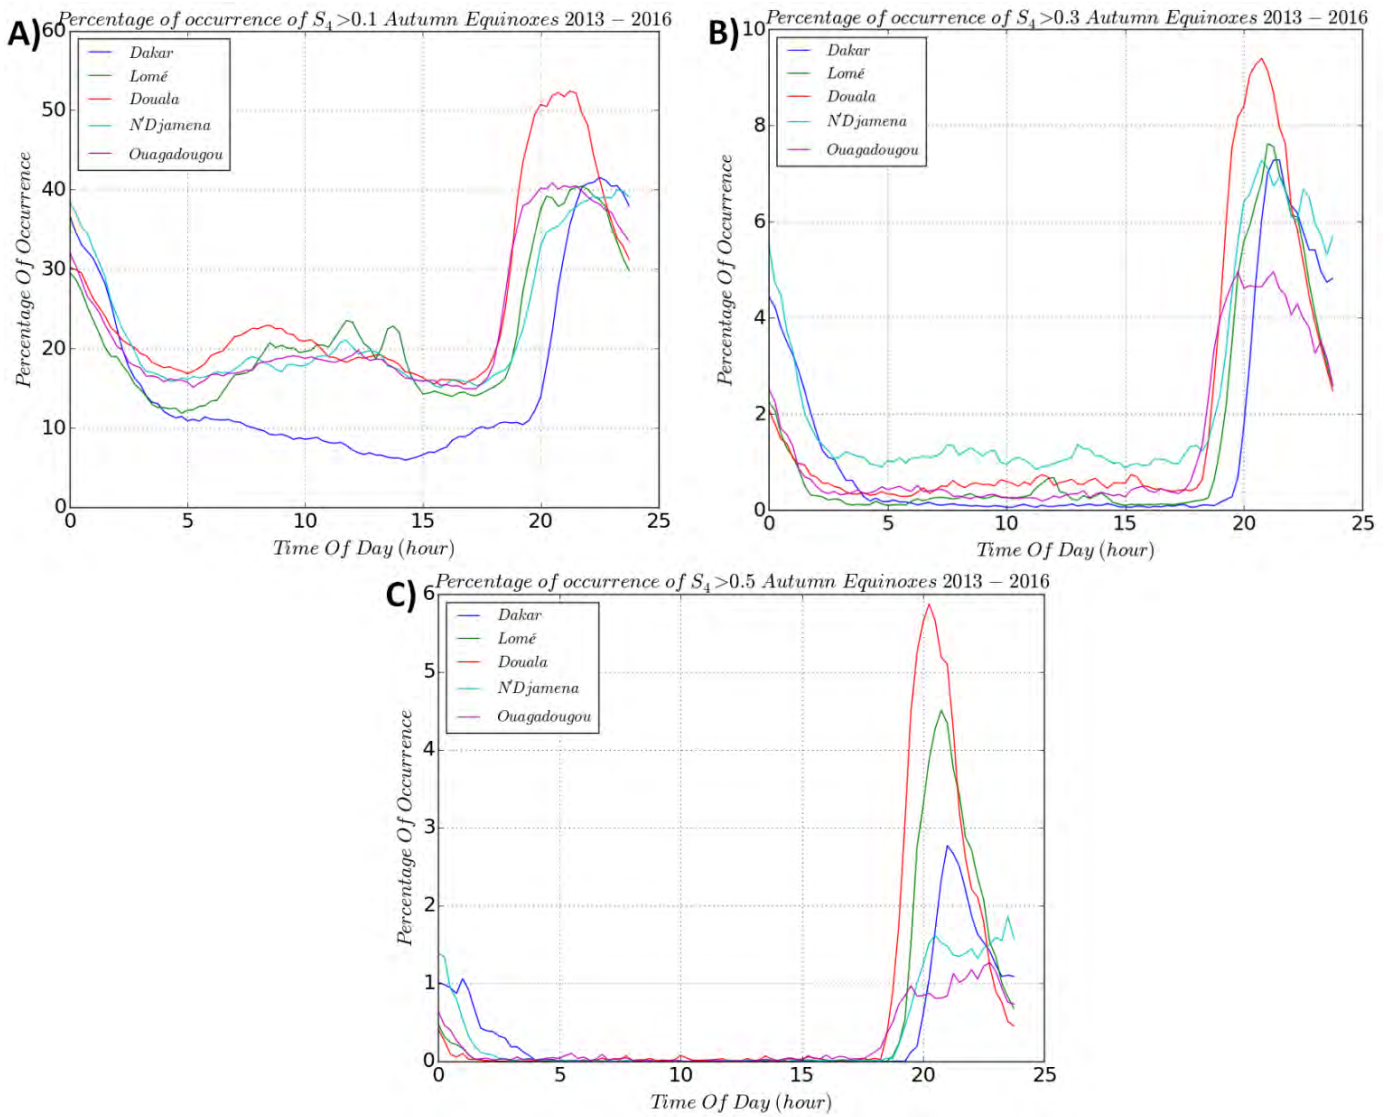 A)
Percentage of occurrence of S4>0.1 Autumn Equinoxes 2013 − 2016
60
50
40
30
20
10
0
Percentage Of Occurrence
Dakar
Lomé
Douala
N'Djamena
Ouagadougou
0 5 10 15 20 25
Time Of Day (hour)
B)
Percentage of occurrence of S4>0.3 Autumn Equinoxes 2013 − 2016
10
8
6
4
2
0
Percentage Of Occurrence
Dakar
Lomé
Douala
N'Djamena
Ouagadougou
0 5 10 15 20 25
Time Of Day (hour)
C)
Percentage of occurrence of S4>0.5 Autumn Equinoxes 2013 − 2016
6
5
4
3
2
1
0
Percentage Of Occurrence
Dakar
Lomé
Douala
N'Djamena
Ouagadougou
0 5 10 15 20 25
Time Of Day (hour)